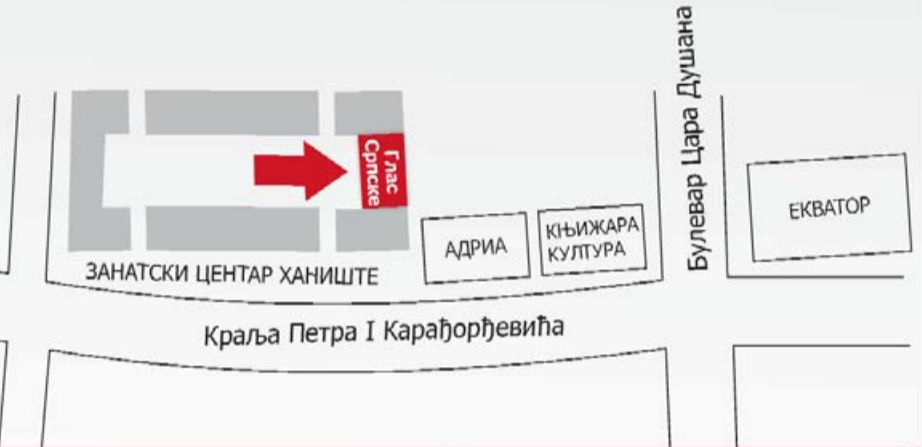 Булевар Цара Душана
Глас
Српске
ЕКВАТОР
АДРИА
КЊИЖАРА
КУЛТУРА
ЗАНАТСКИ ЦЕНТАР ХАНИШТЕ
Краља Петра I Карађорђевића